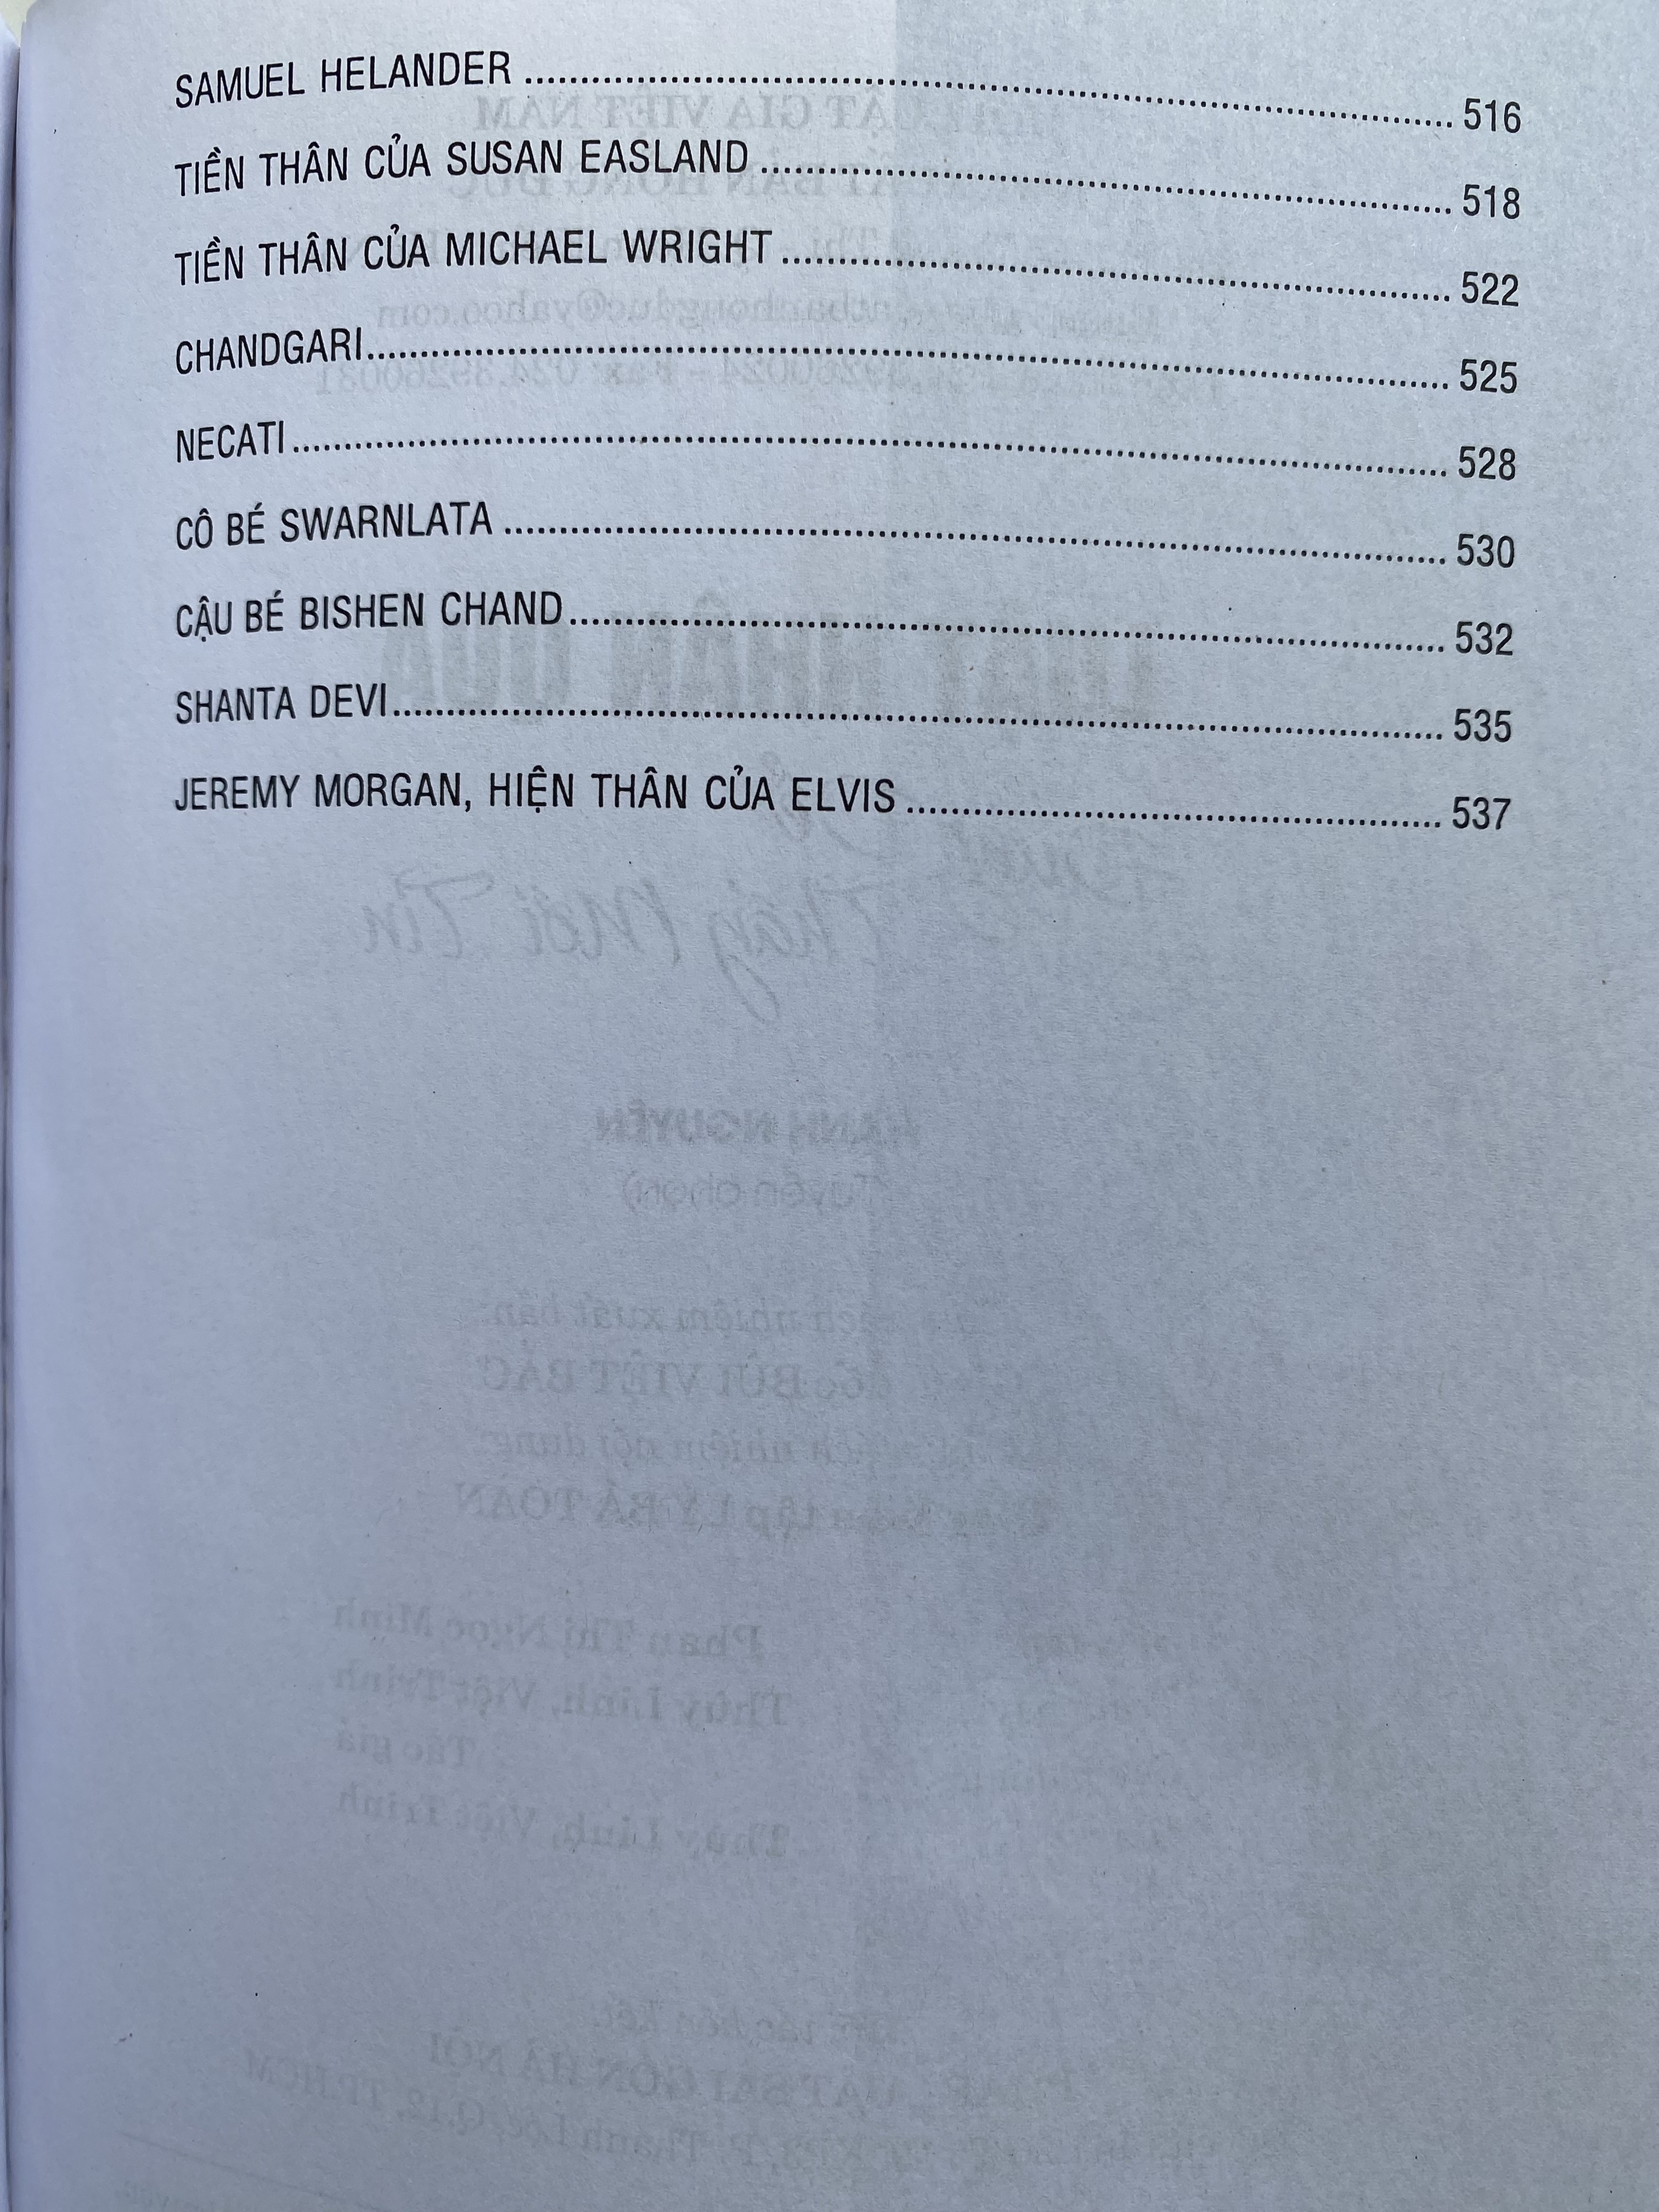 SAMUEL HELANDER ........................................................................ 516
TIỀN THÂN CỦA SUSAN EASLAND ........................................................ 518
TIỀN THÂN CỦA MICHAEL WRIGHT ...................................................... 522
CHANDGARI.................................................................................... 525
NECATI .......................................................................................... 528
CÔ BÉ SWARNLATA ......................................................................... 530
CẬU BÉ BISHEN CHAND.................................................................... 532
SHANTA DEVI.................................................................................. 535
JEREMY MORGAN, HIỆN THÂN CỦA ELVIS .......................................... 537